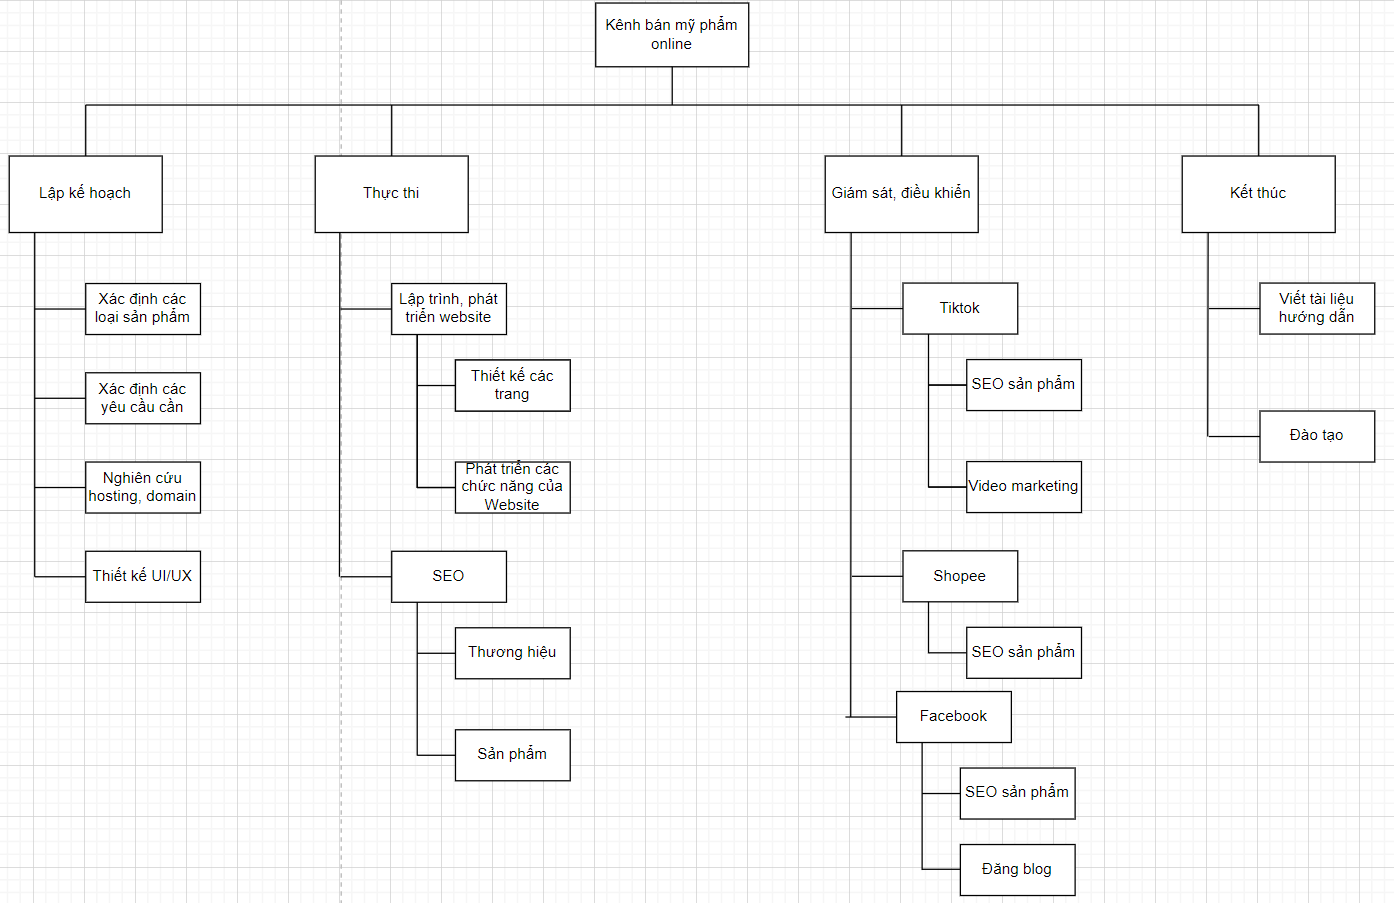 Kênh bán mỹ phẩm
online
Lập kế hoạch
Thực thi
Giám sát, điều khiển
Kết thúc
Xác định các
loại sản phẩm
Xác định các
yêu cầu cần
Nghiên cứu
hosting, domain
Thiết kế UI/UX
Lập trình, phát
triển website
Thiết kế các
trang
Phát triển các
chức năng của
Website
SEO
Thương hiệu
Sản phẩm
Tiktok
SEO sản phẩm
Video marketing
Shopee
SEO sản phẩm
Facebook
SEO sản phẩm
Đăng blog
Viết tài liệu
hướng dẫn
Đào tạo